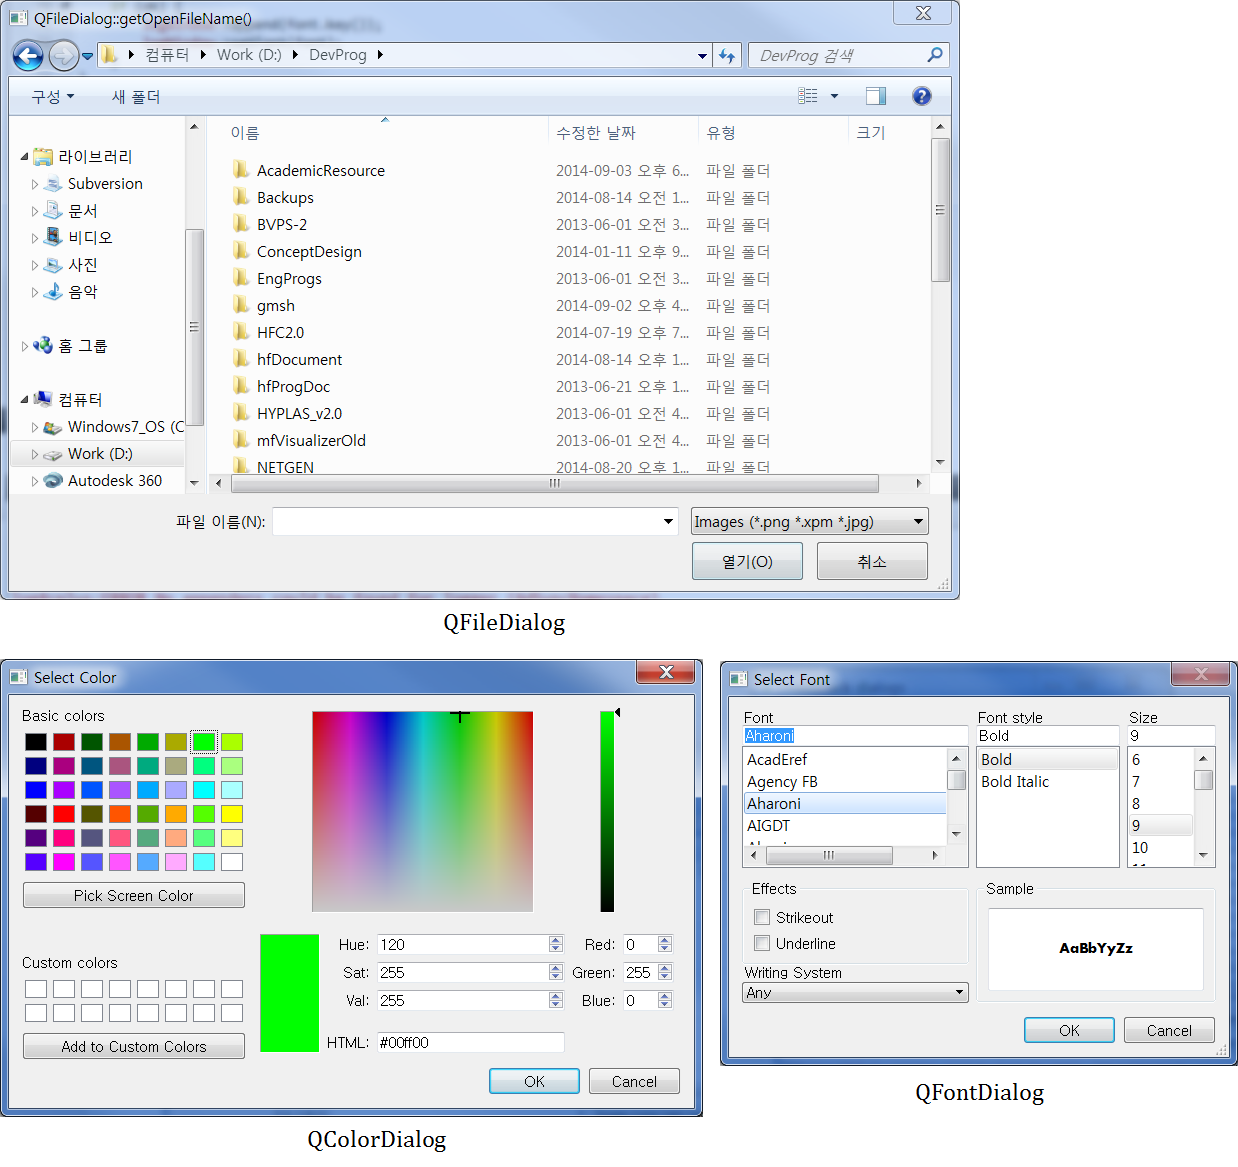 QFileDialog::getOpenFileName()
컴퓨터 Work (D:) DevProg
DevProg 검색
구성 새 폴더
라이브러리
Subversion
문서
비디오
사진
음악
홈 그룹
컴퓨터
Windows7_OS (C
Work (D:)
Autodesk 360
이름 수정한 날짜 유형 크기
AcademicResource 2014-09-03 오후 6... 파일 폴더
Backups 2014-08-14 오전 1... 파일 폴더
BVPS-2 2013-06-01 오전 3... 파일 폴더
ConceptDesign 2014-01-11 오후 9... 파일 폴더
EngProgs 2013-06-01 오전 3... 파일 폴더
gmsh 2014-09-02 오후 4... 파일 폴더
HFC2.0 2014-07-19 오후 7... 파일 폴더
hfDocument 2014-08-14 오후 1... 파일 폴더
hfProgDoc 2013-06-21 오후 1... 파일 폴더
HYPLAS_v2.0 2013-06-01 오전 4... 파일 폴더
mfVisualizerOld 2013-06-01 오전 4... 파일 폴더
NETGEN 2014-08-20 오후 1... 파일 폴더
파일 이름(N): Images (*.png *.xpm *.jpg)
열기(O) 취소
QFileDialog
Select Color
Basic colors
Pick Screen Color
Custom colors
Add to Custom Colors
Hue: 120 Red: 0
Sat: 255 Green: 255
Val: 255 Blue: 0
HTML: #00ff00
OK Cancel
QColorDialog
Select Font
Font Font style Size
Aharoni Bold 9
AcadEref Bold 6
Agency FB Bold Italic 7
Aharoni 8
AIGDT 9
10
Effects
Strikeout
Underline
Writing System
Any
Sample
AaBbYyZz
OK Cancel
QFontDialog